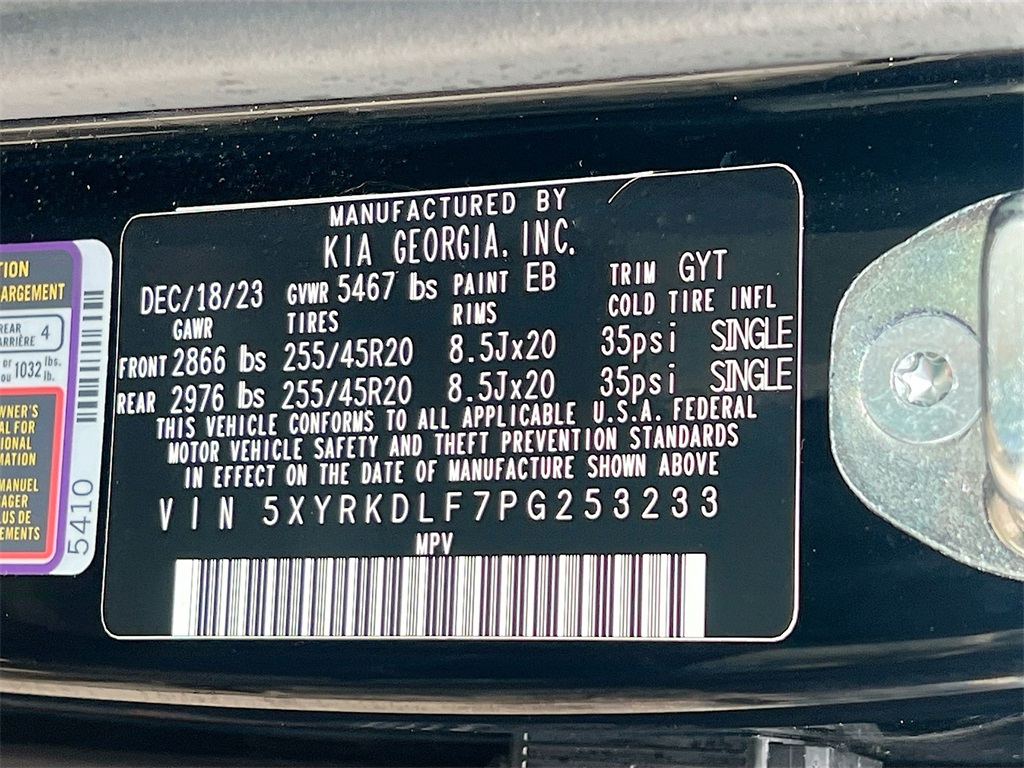 MANUFACTURED BY
KIA GEORGIA, INC.
DEC/18/23 GVWR 5467 lbs PAINT EB TRIM GYT
GAWR TIRES RIMS COLD TIRE INFL
FRONT 2866 lbs 255/45R20 8.5Jx20 35psi SINGLE
REAR 2976 lbs 255/45R20 8.5Jx20 35psi SINGLE
THIS VEHICLE CONFORMS TO ALL APPLICABLE U.S.A. FEDERAL
MOTOR VEHICLE SAFETY AND THEFT PREVENTION STANDARDS
IN EFFECT ON THE DATE OF MANUFACTURE SHOWN ABOVE
VIN 5XYRKDLF7PG253233
MPV
TION
ARGEMENT
REAR
ARRIÈRE 4
or 1032 lbs.
ou lb.
WNER'S
AL FOR
IONAL
MATION
MANUEL
AGER
LUS DE
EMENTS
5410